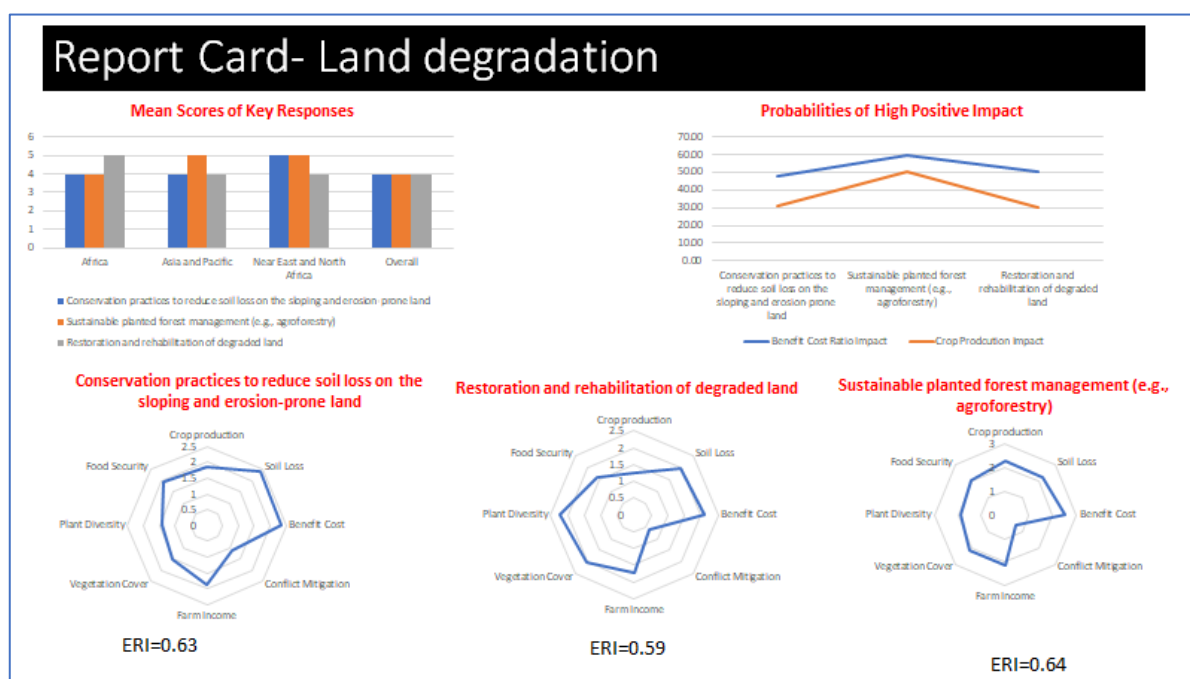 Report Card- Land degradation
Mean Scores of Key Responses
6
5
4
3
2
1
0
Africa
Asia and Pacific
Near East and North
Africa
Overall
Conservation practices to reduce soil loss on the sloping and erosion-prone land
Sustainable planted forest management (e.g., agroforestry)
Restoration and rehabilitation of degraded land
Probabilities of High Positive Impact
70.00
60.00
50.00
40.00
30.00
20.00
10.00
0.00
Conservation practices to
reduce soil loss on the
sloping and erosion-prone
land
Sustainable planted forest
management (e.g.,
agroforestry)
Restoration and
rehabilitation of degraded
land
Benefit Cost Ratio Impact
Crop Prodcution Impact
Conservation practices to reduce soil loss on the
sloping and erosion-prone land
Crop production
2.5
2
1.5
1
0.5
0
Soil Loss
Benefit Cost
Conflict Mitigation
Farm Income
Vegetation Cover
Plant Diversity
Food Security
ERI=0.63
Restoration and rehabilitation of degraded land
Crop production
2.5
2
1.5
1
0.5
0
Soil Loss
Benefit Cost
Conflict Mitigation
Farm Income
Vegetation Cover
Plant Diversity
Food Security
ERI=0.59
Sustainable planted forest management (e.g.,
agroforestry)
Crop production
3
2
1
0
Soil Loss
Benefit Cost
Conflict Mitigation
Farm Income
Vegetation Cover
Plant Diversity
Food Security
ERI=0.64